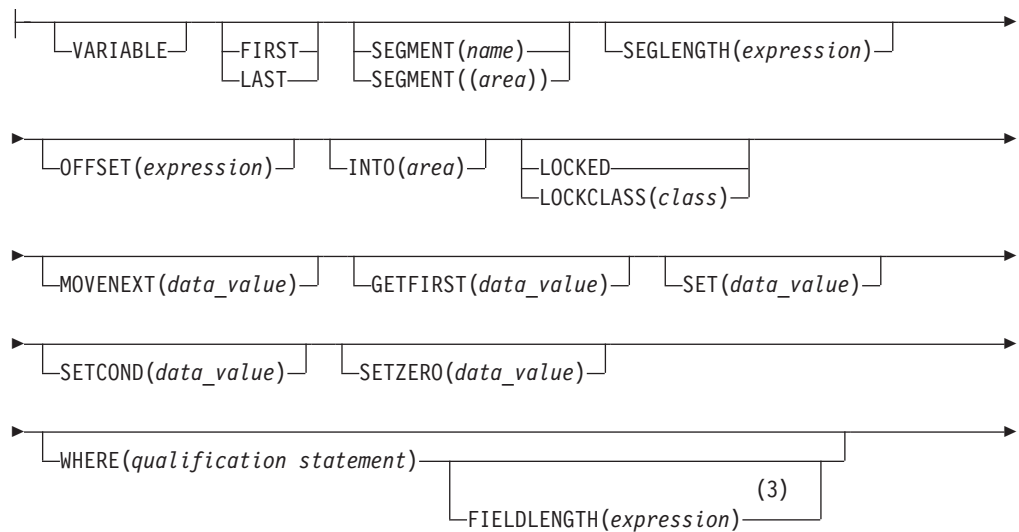 VARIABLE FIRST SEGMENT(name) SEGLENGTH(expression)
LAST SEGMENT((area))
OFFSET(expression) INTO(area) LOCKED
LOCKCLASS(class)
MOVENEXT(data_value) GETFIRST(data_value) SET(data_value)
SETCOND(data_value) SETZERO(data_value)
WHERE(qualification statement)
(3)
FIELDLENGTH(expression)